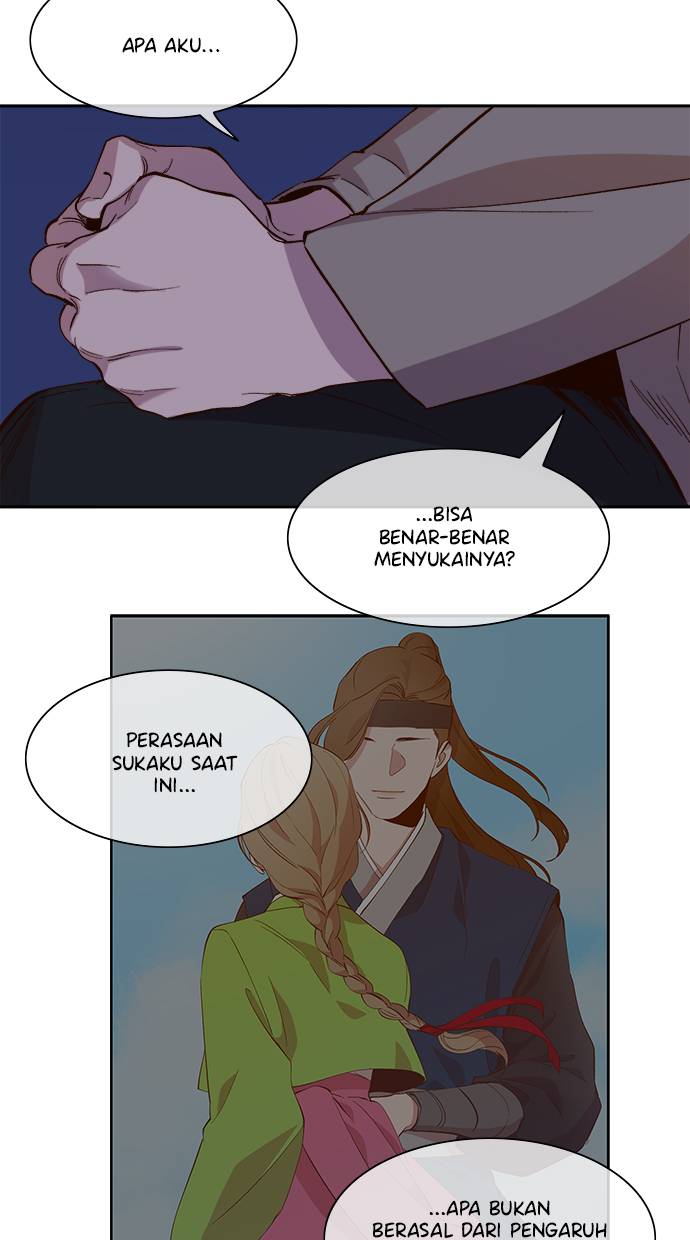 APA AKU...
...BISA
BENAR-BENAR
MENYUKAINYA?
PERASAAN
SUKAKU SAAT
INI...
...APA BUKAN
BERASAL DARI PENGARUH